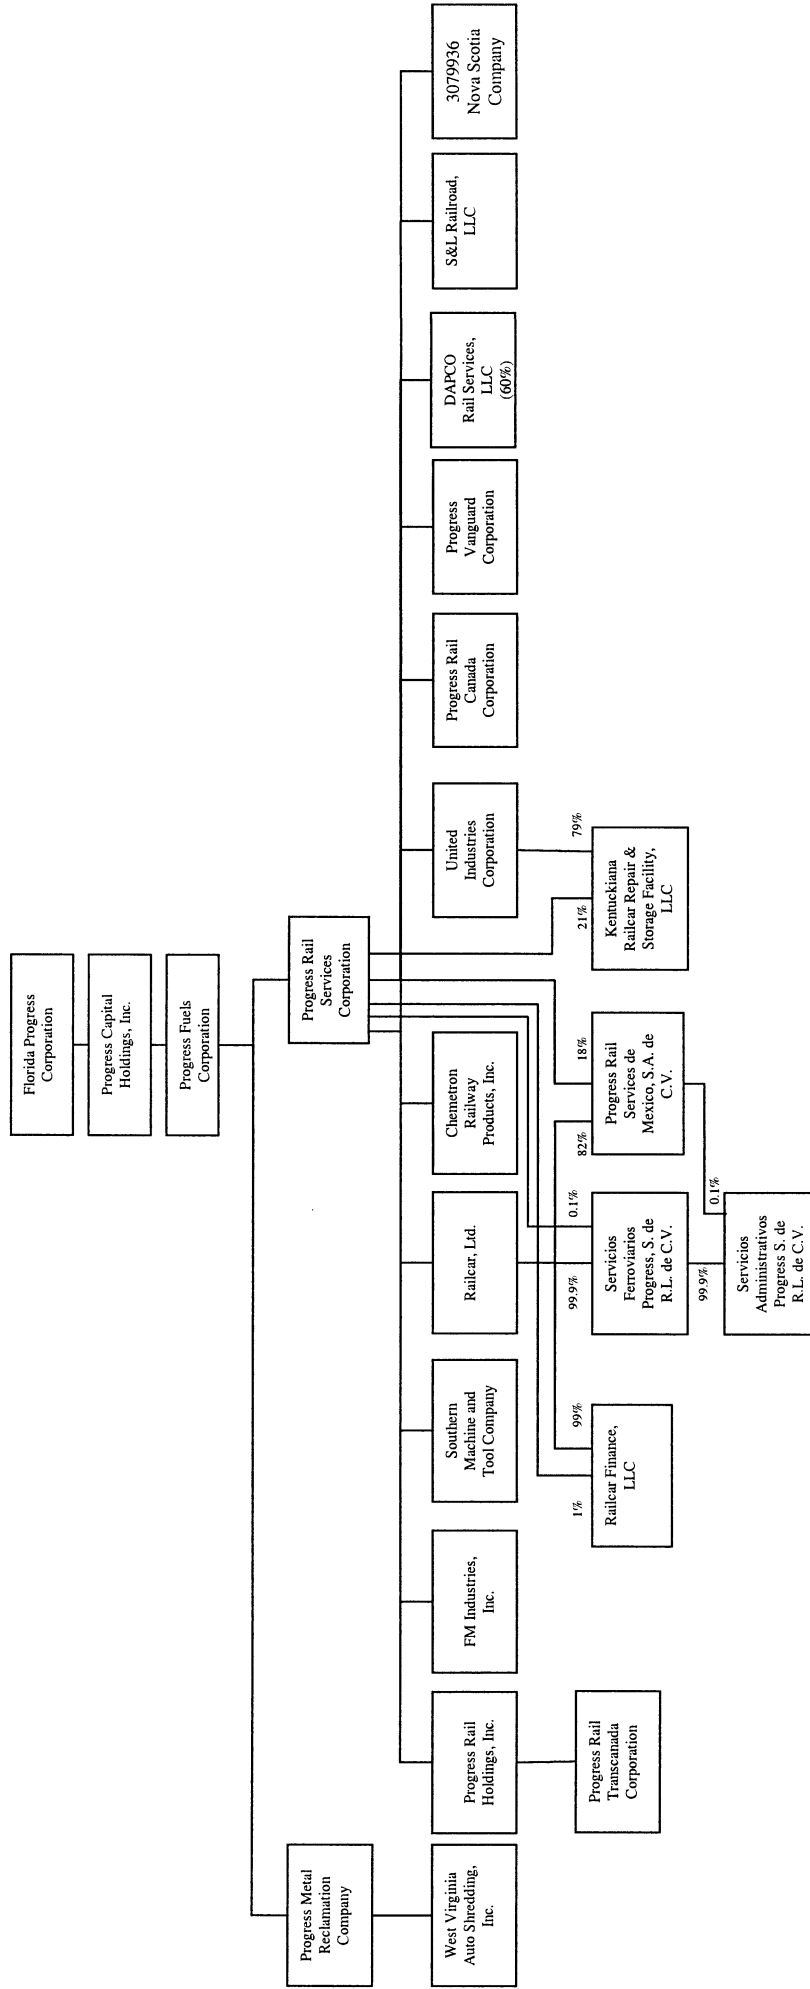 Florida Progress
Corporation
Progress Capital
Holdings, Inc.
Progress Fuels
Corporation
Progress Metal
Reclamation
Company
Progress Rail
Services
Corporation
West Virginia
Auto Shredding,
Inc.
Progress Rail
Holdings, Inc.
FM Industries,
Inc.
Southern
Machine and
Tool Company
Railcar, Ltd.
Chemetron
Railway
Products, Inc.
United
Industries
Corporation
Progress Rail
Canada
Corporation
Progress
Vanguard
Corporation
DAPCO
Rail Services,
LLC
(60%)
S&L Railroad,
LLC
3079936
Nova Scotia
Company
1%
99%
99.9%
0.1%
82%
18%
21%
79%
Progress Rail
Transcanada
Corporation
Railcar Finance,
LLC
Servicios
Ferroviarios
Progress, S. de
R.L. de C.V.
Progress Rail
Services de
Mexico, S.A. de
C.V.
Kentuckiana
Railcar Repair &
Storage Facility,
LLC
99.9%
0.1%
Servicios
Administrativos
Progress S. de
R.L. de C.V.